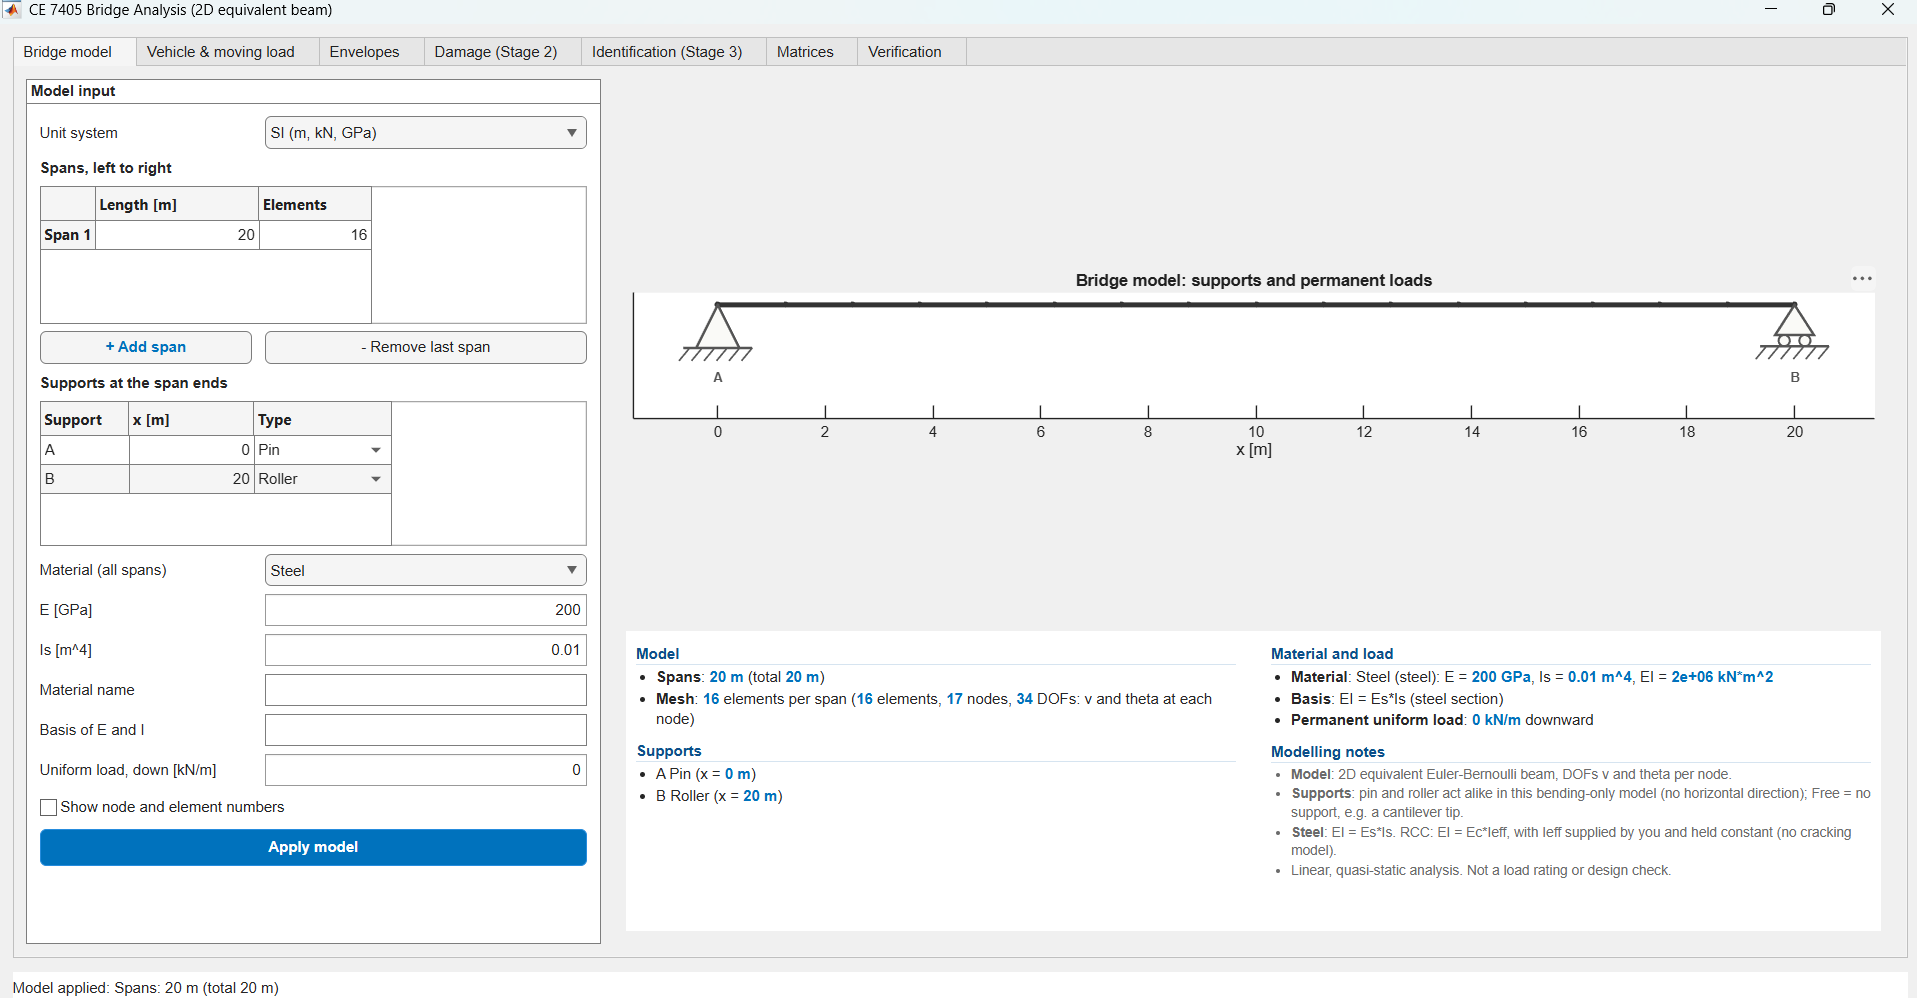 CE 7405 Bridge Analysis (2D equivalent beam)
Bridge model
Vehicle & moving load
Envelopes
Damage (Stage 2)
Identification (Stage 3)
Matrices
Verification
Model input
Unit system
SI (m, kN, GPa)
Spans, left to right
Length [m] Elements
Span 1 20 16
+ Add span
- Remove last span
Supports at the span ends
Support x [m] Type
A 0 Pin
B 20 Roller
Material (all spans)
Steel
E [GPa]
200
Is [m^4]
0.01
Material name
Basis of E and I
Uniform load, down [kN/m]
0
Show node and element numbers
Apply model
Bridge model: supports and permanent loads
A
B
0 2 4 6 8 10 12 14 16 18 20
x [m]
Model
• Spans: 20 m (total 20 m)
• Mesh: 16 elements per span (16 elements, 17 nodes, 34 DOFs: v and theta at each
node)
Supports
• A Pin (x = 0 m)
• B Roller (x = 20 m)
Material and load
• Material: Steel (steel): E = 200 GPa, Is = 0.01 m^4, EI = 2e+06 kN*m^2
• Basis: EI = Es*Is (steel section)
• Permanent uniform load: 0 kN/m downward
Modelling notes
• Model: 2D equivalent Euler-Bernoulli beam, DOFs v and theta per node.
• Supports: pin and roller act alike in this bending-only model (no horizontal direction); Free = no
support, e.g. a cantilever tip.
• Steel: EI = Es*Is. RCC: EI = Ec*Ieff, with Ieff supplied by you and held constant (no cracking
model).
• Linear, quasi-static analysis. Not a load rating or design check.
Model applied: Spans: 20 m (total 20 m)